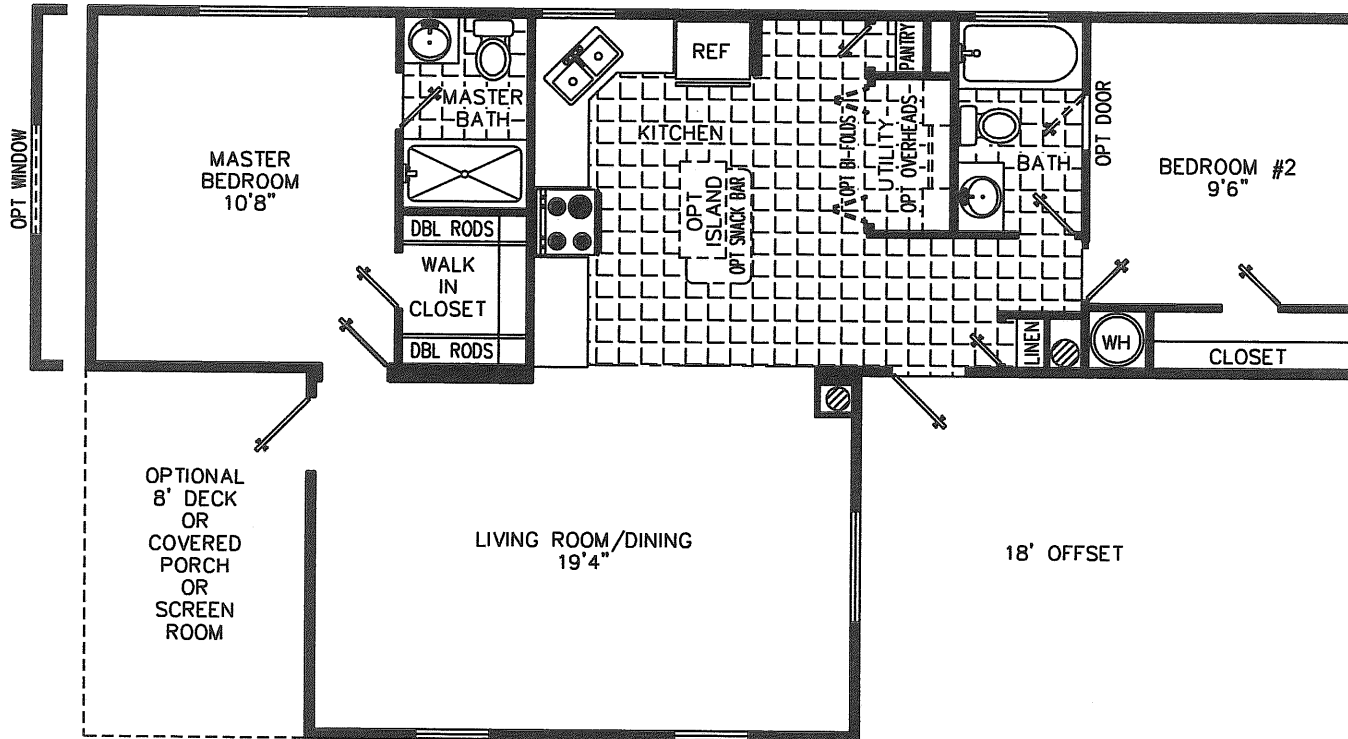 OPT WINDOW
MASTER
BEDROOM
10'8"
MASTER
BATH
DBL RODS
WALK
IN
CLOSET
DBL RODS
REF
KITCHEN
OPT
ISLAND
OPT SNACK BAR
PANTRY
OPT BI-FOLDS
UTILITY
OPT OVERHEADS
BATH
OPT DOOR
BEDROOM #2
9'6"
LINEN
WH
CLOSET
OPTIONAL
8' DECK
OR
COVERED
PORCH
OR
SCREEN
ROOM
LIVING ROOM/DINING
19'4"
18' OFFSET